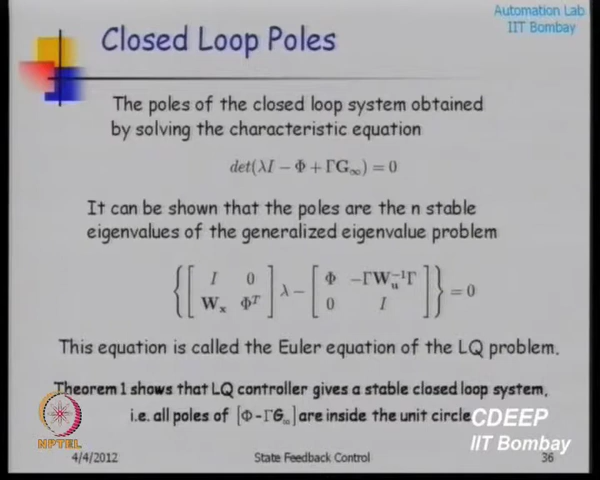 Automation Lab
IIT Bombay
Closed Loop Poles
The poles of the closed loop system obtained
by solving the characteristic equation
det(λI − Φ + ΓG∞) = 0
It can be shown that the poles are the n stable
eigenvalues of the generalized eigenvalue problem
{[ I 0 ; Wx Φ^T ] λ − [ Φ −ΓWu^−1Γ ; 0 I ]} = 0
This equation is called the Euler equation of the LQ problem.
Theorem 1 shows that LQ controller gives a stable closed loop system,
i.e. all poles of [Φ-ΓG∞] are inside the unit circle
CDEEP
IIT Bombay
NPTEL
4/4/2012
State Feedback Control
36